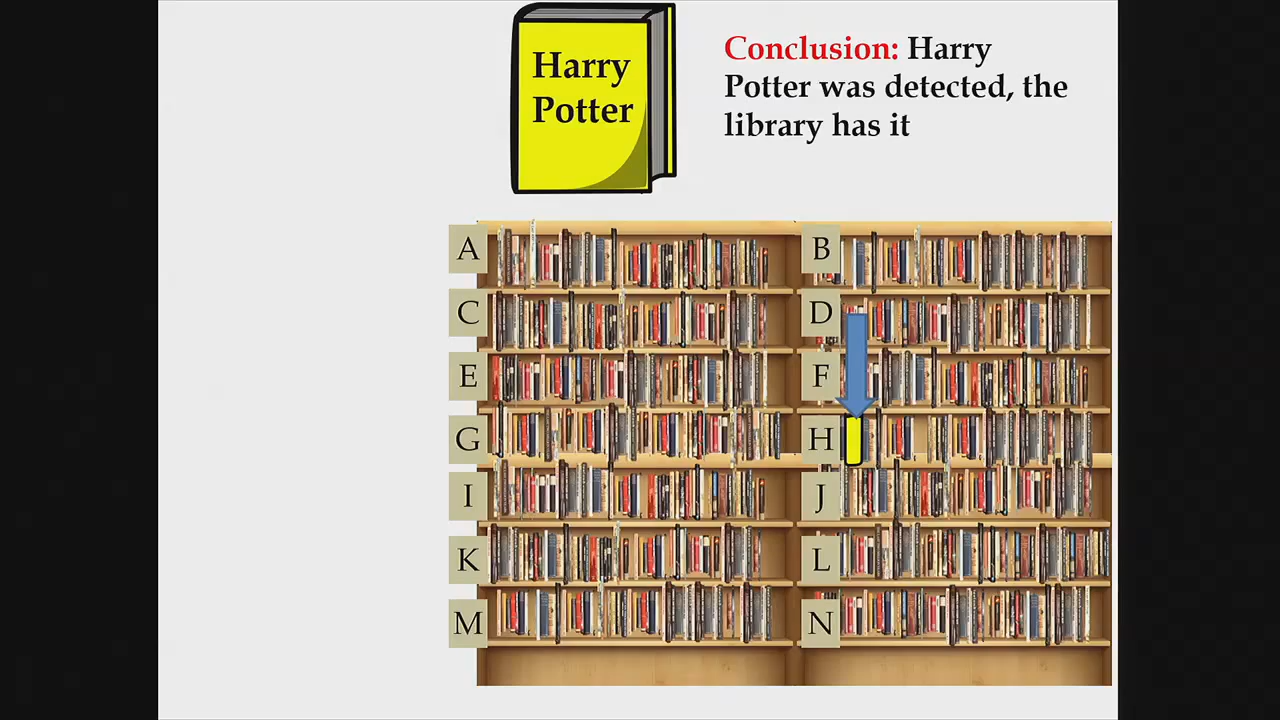 Harry
Potter
Conclusion: Harry
Potter was detected, the
library has it
A
B
C
D
E
F
G
H
I
J
K
L
M
N